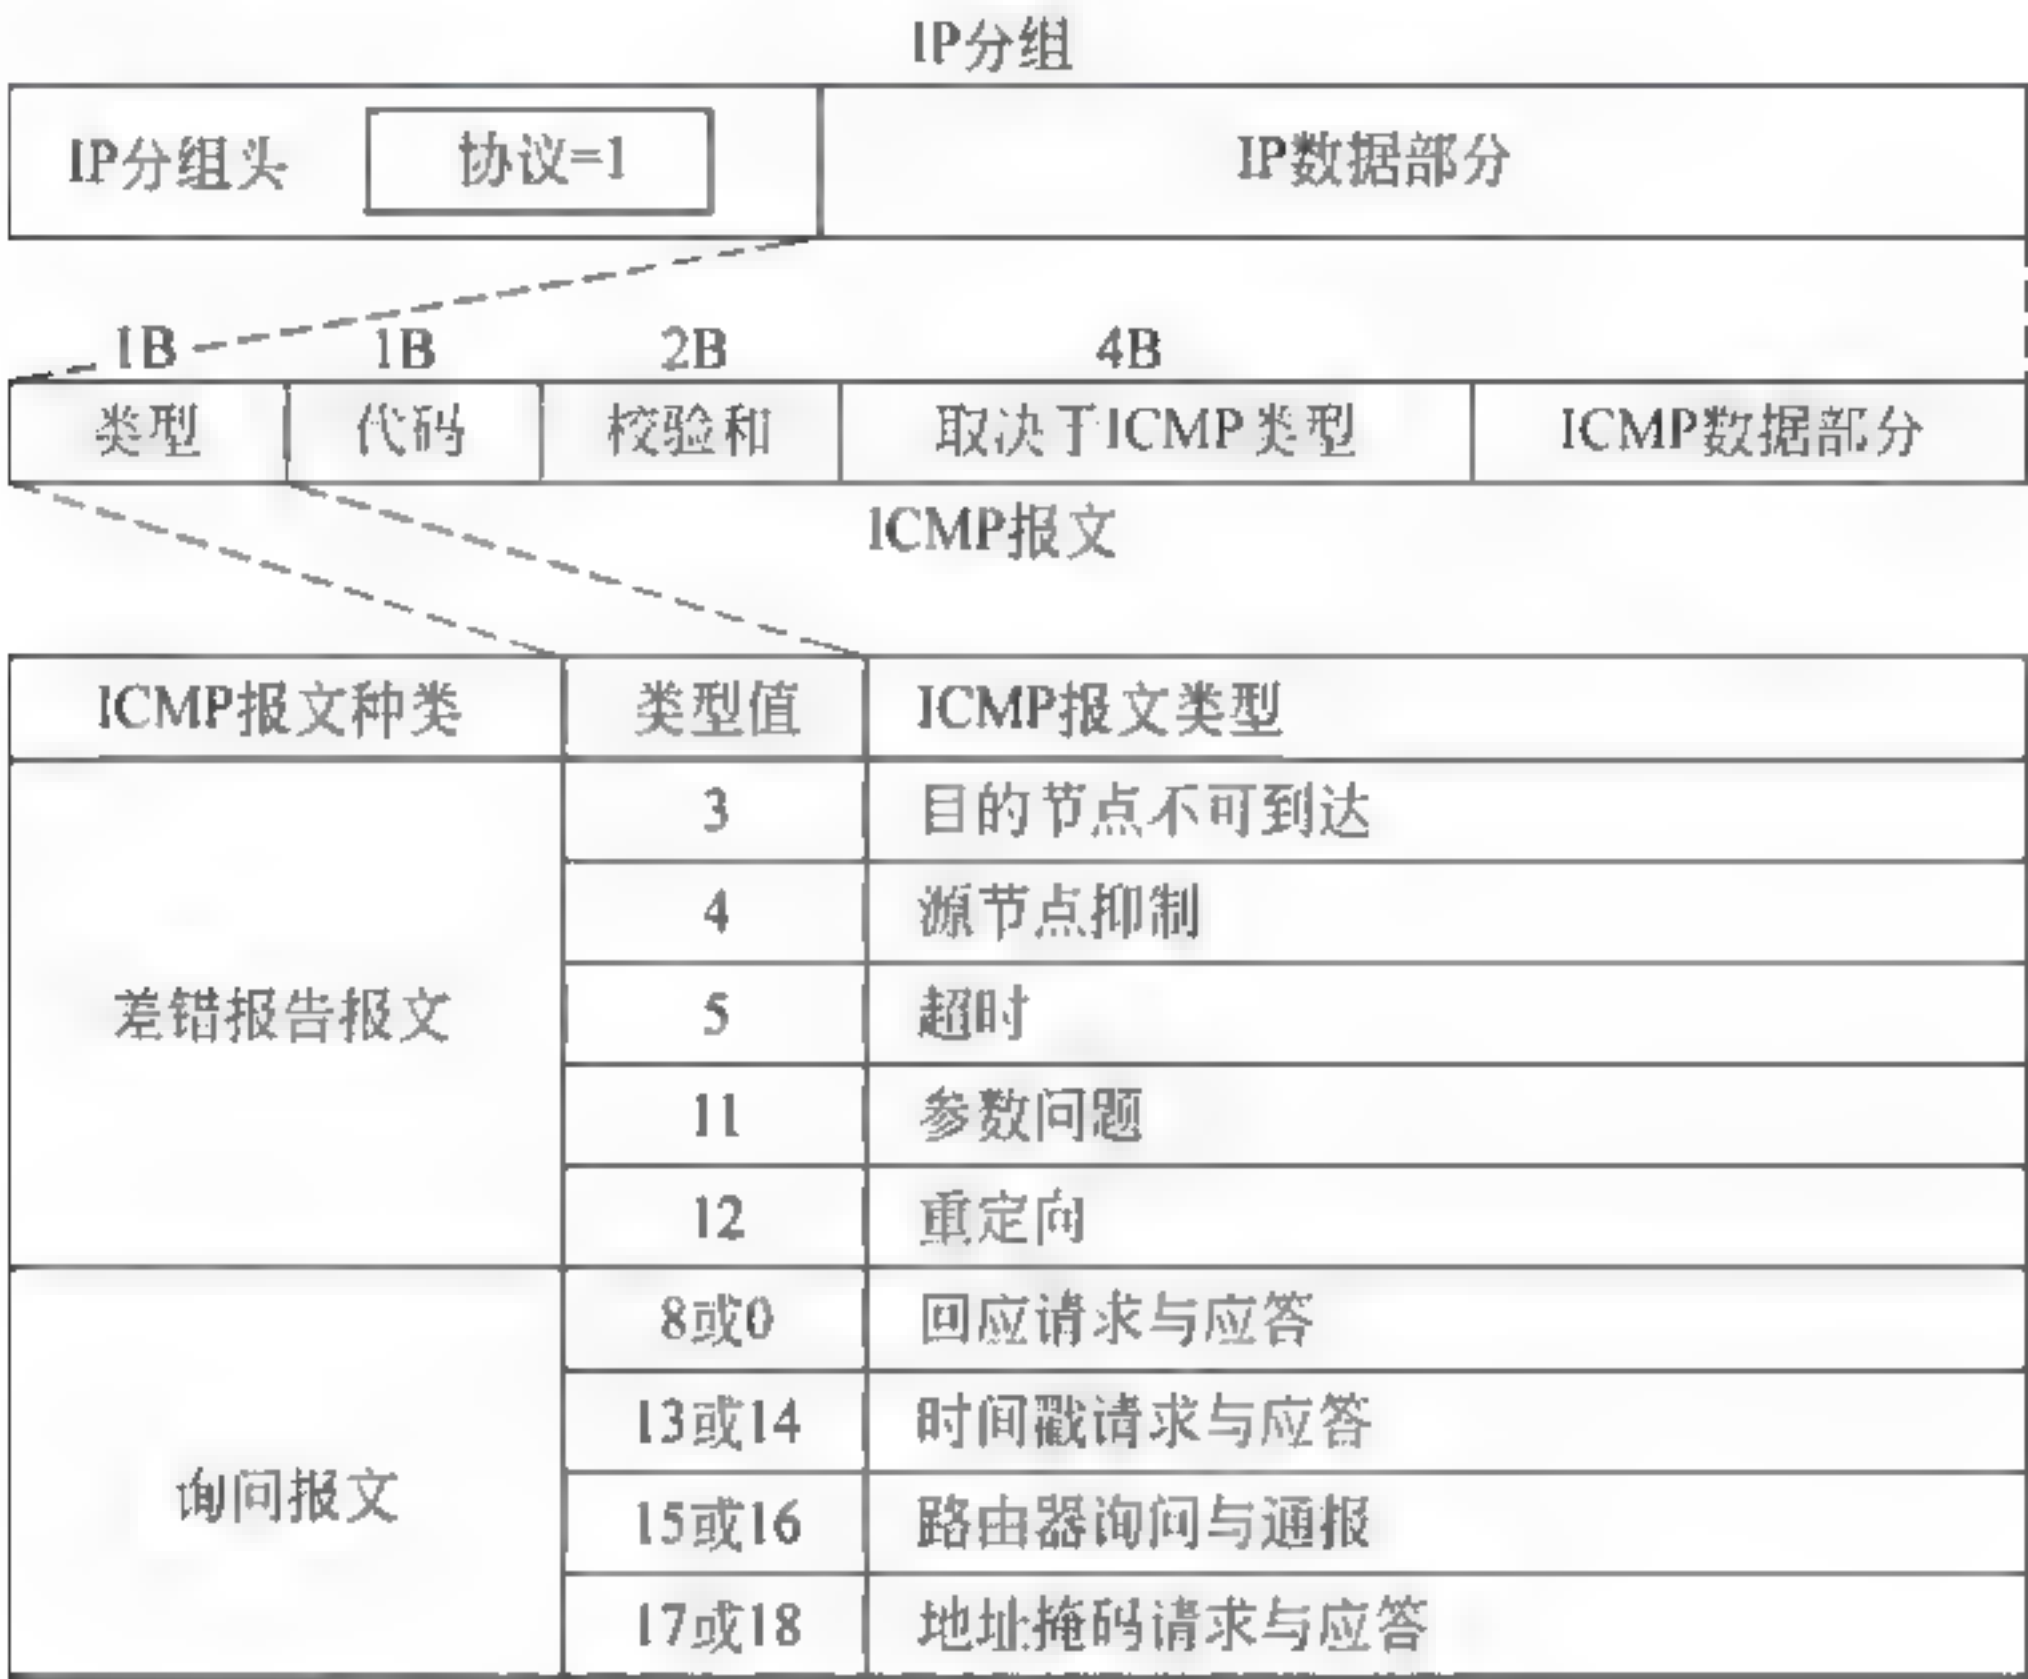 IP分组
IP分组头 协议=1 IP数据部分
1B 1B 2B 4B
类型 代码 校验和 取决于ICMP类型 ICMP数据部分
ICMP报文
ICMP报文种类 类型值 ICMP报文类型
3 目的节点不可到达
4 源节点抑制
差错报告报文 5 超时
11 参数问题
12 重定向
8或0 回应请求与应答
13或14 时间戳请求与应答
询问报文 15或16 路由器询问与通报
17或18 地址掩码请求与应答